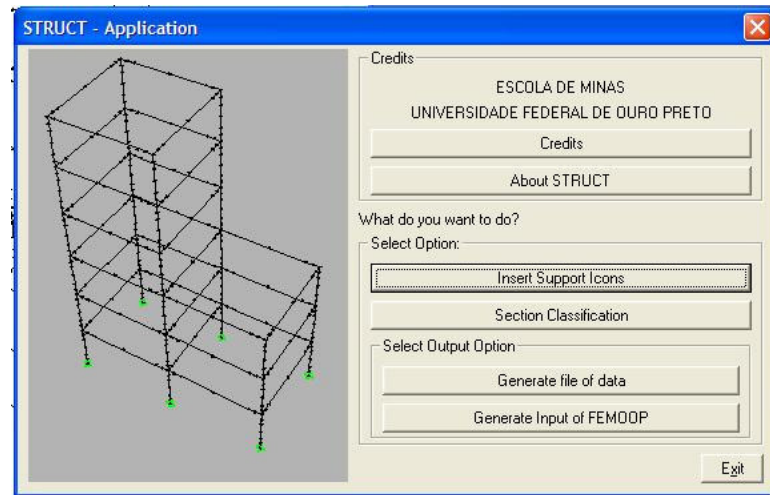 STRUCT - Application
Credits
ESCOLA DE MINAS
UNIVERSIDADE FEDERAL DE OURO PRETO
Credits
About STRUCT
What do you want to do?
Select Option:
Insert Support Icons
Section Classification
Select Output Option
Generate file of data
Generate Input of FEMOOP
Exit